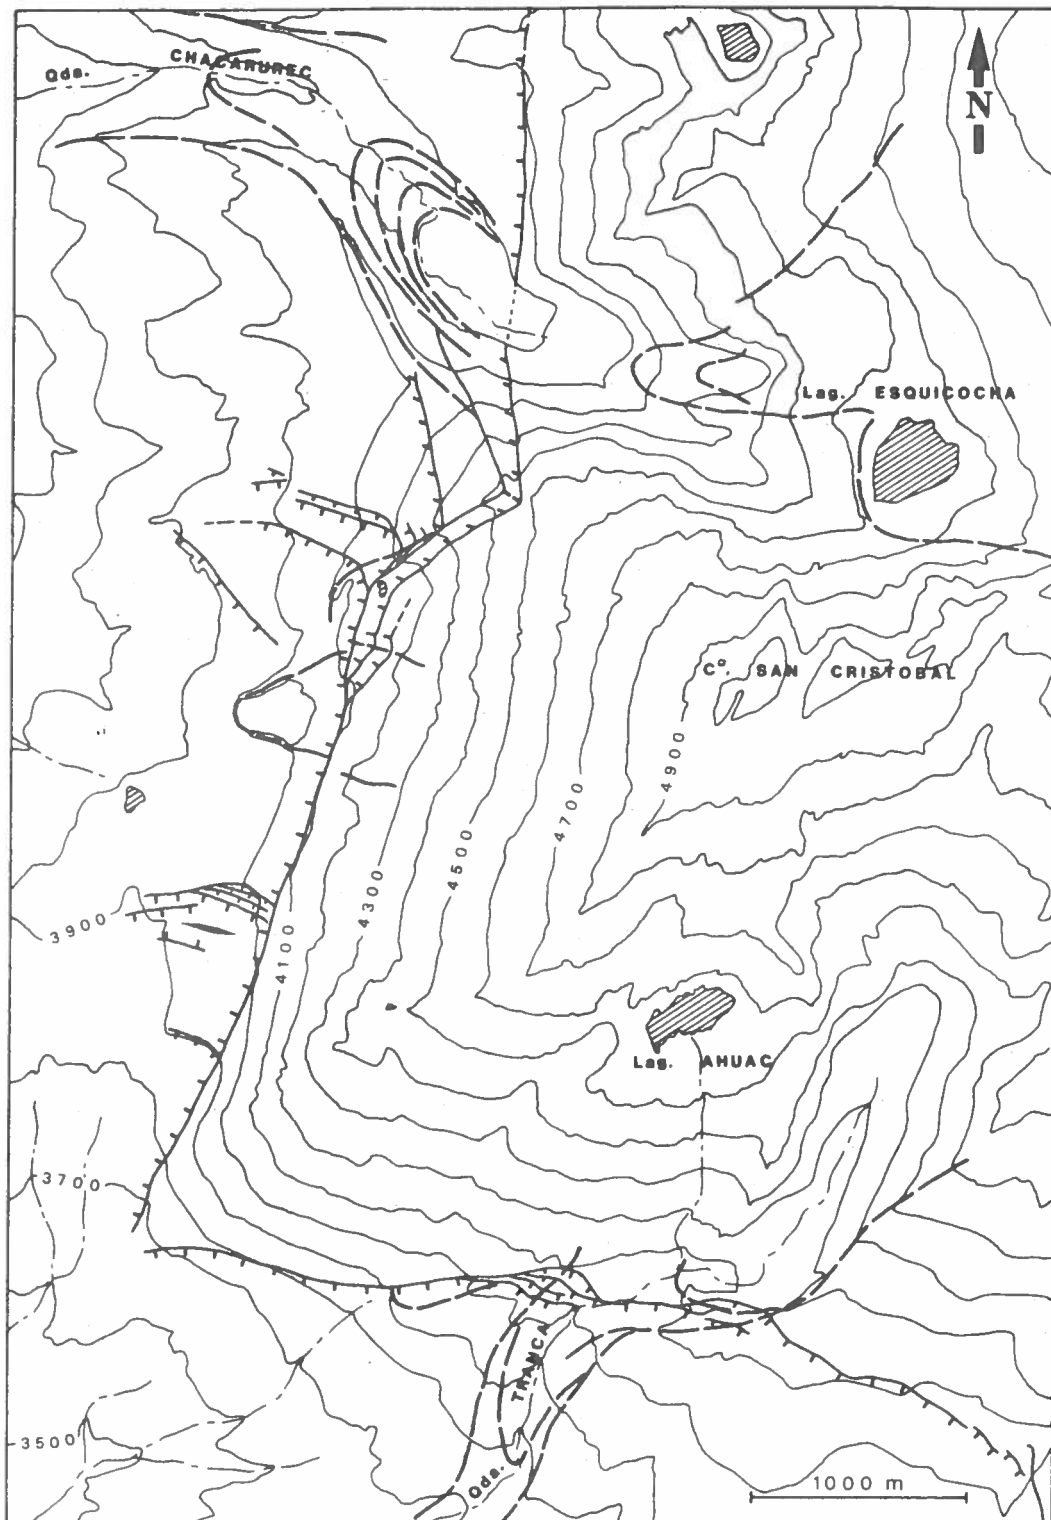 Qda. CHACARUREC
N
Lag. ESQUICOCHA
Cº. SAN CRISTOBAL
4900
4700
4500
4300
4100
3900
Lag. AHUAC
3700
Qda. TRANCA
3500
1000 m